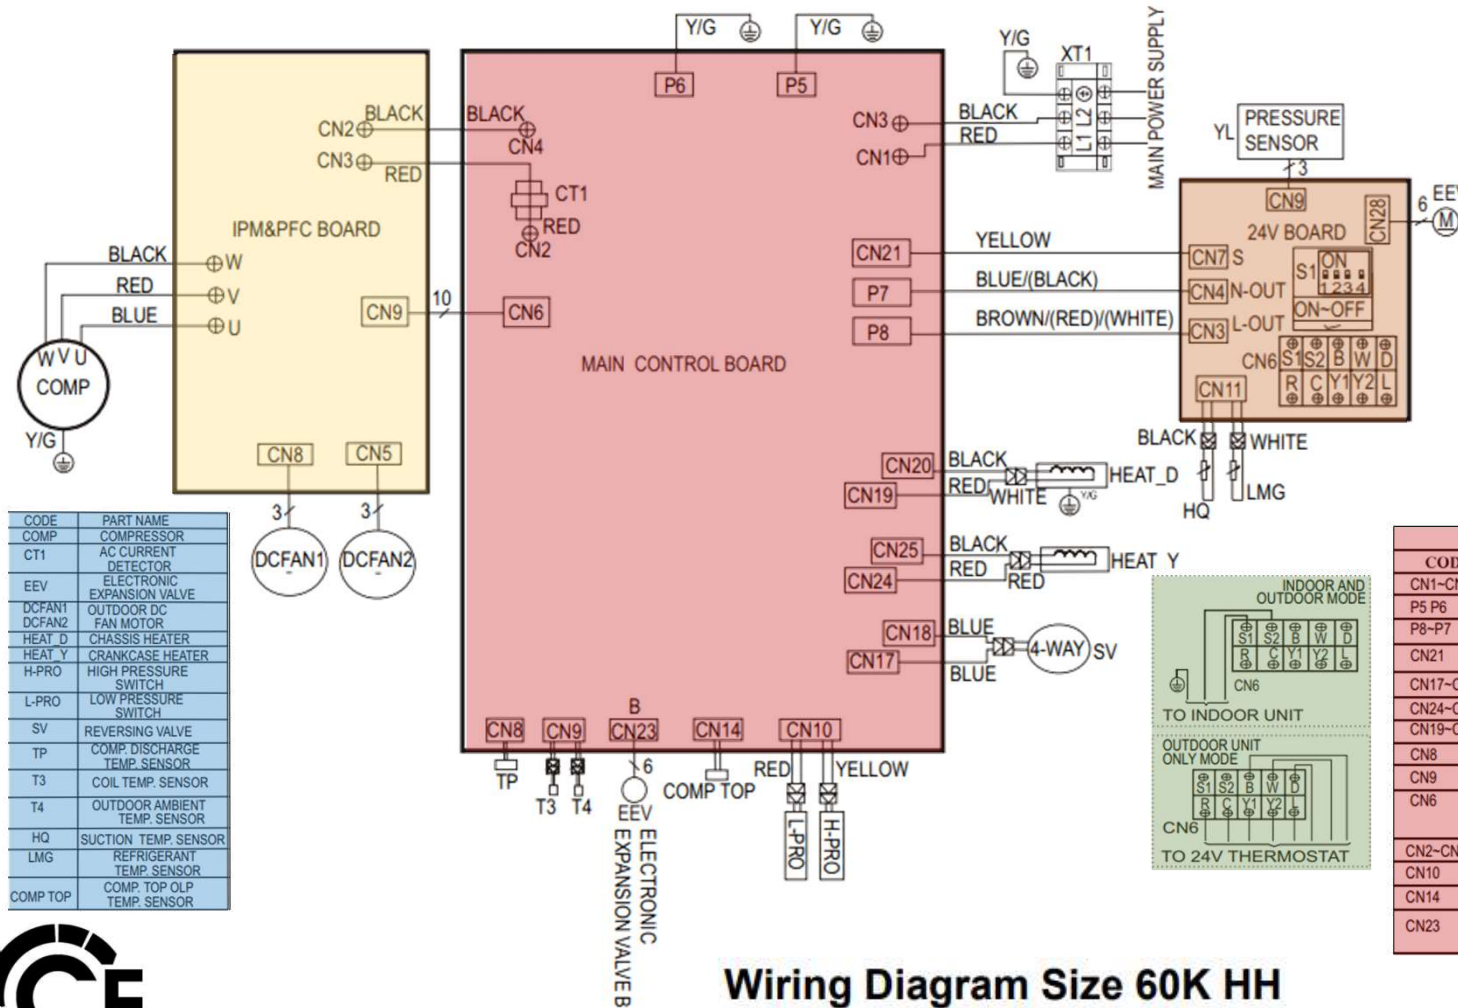 Y/G
Y/G
Y/G
XT1
MAIN POWER SUPPLY
P6
P5
L1 L2
BLACK
RED
CN3
CN1
PRESSURE
SENSOR
YL
3
CN9
CN28
6
M
24V BOARD
CN2
BLACK
CN3
RED
BLACK
CN4
CT1
RED
CN2
IPM&PFC BOARD
BLACK
W
RED
V
BLUE
U
W V U
COMP
Y/G
CN9
10
CN6
MAIN CONTROL BOARD
CN8
CN5
3
3
DCFAN1
DCFAN2
CN21
YELLOW
CN7 S
P7
BLUE/(BLACK)
CN4 N-OUT
P8
BROWN/(RED)/(WHITE)
CN3 L-OUT
S1
ON
1 2 3 4
ON~OFF
CN6
S1 S2 B W D
R C Y1 Y2 L
CN11
BLACK
WHITE
HQ
LMG
CN20
BLACK
HEAT_D
CN19
RED
WHITE
Y/G
CN25
BLACK
HEAT Y
CN24
RED
RED
CN18
BLUE
4-WAY
SV
CN17
BLUE
CN8
TP
CN9
T3 T4
B
CN23
6
EEV
ELECTRONIC
EXPANSION VALVE B
CN14
COMP TOP
CN10
RED
YELLOW
L-PRO
H-PRO
CODE PART NAME
COMP COMPRESSOR
CT1 AC CURRENT
DETECTOR
EEV ELECTRONIC
EXPANSION VALVE
DCFAN1 OUTDOOR DC
DCFAN2 FAN MOTOR
HEAT_D CHASSIS HEATER
HEAT_Y CRANKCASE HEATER
H-PRO HIGH PRESSURE
SWITCH
L-PRO LOW PRESSURE
SWITCH
SV REVERSING VALVE
TP COMP. DISCHARGE
TEMP. SENSOR
T3 COIL TEMP. SENSOR
T4 OUTDOOR AMBIENT
TEMP. SENSOR
HQ SUCTION TEMP. SENSOR
LMG REFRIGERANT
TEMP. SENSOR
COMP TOP COMP. TOP OLP
TEMP. SENSOR
INDOOR AND
OUTDOOR MODE
S1 S2 B W D
R C Y1 Y2 L
CN6
TO INDOOR UNIT
OUTDOOR UNIT
ONLY MODE
S1 S2 B W D
R C Y1 Y2 L
CN6
TO 24V THERMOSTAT
P5 P6
P8~P7
CN21
CN8
CN9
CN6
CN10
CN14
CN23
Wiring Diagram Size 60K HH